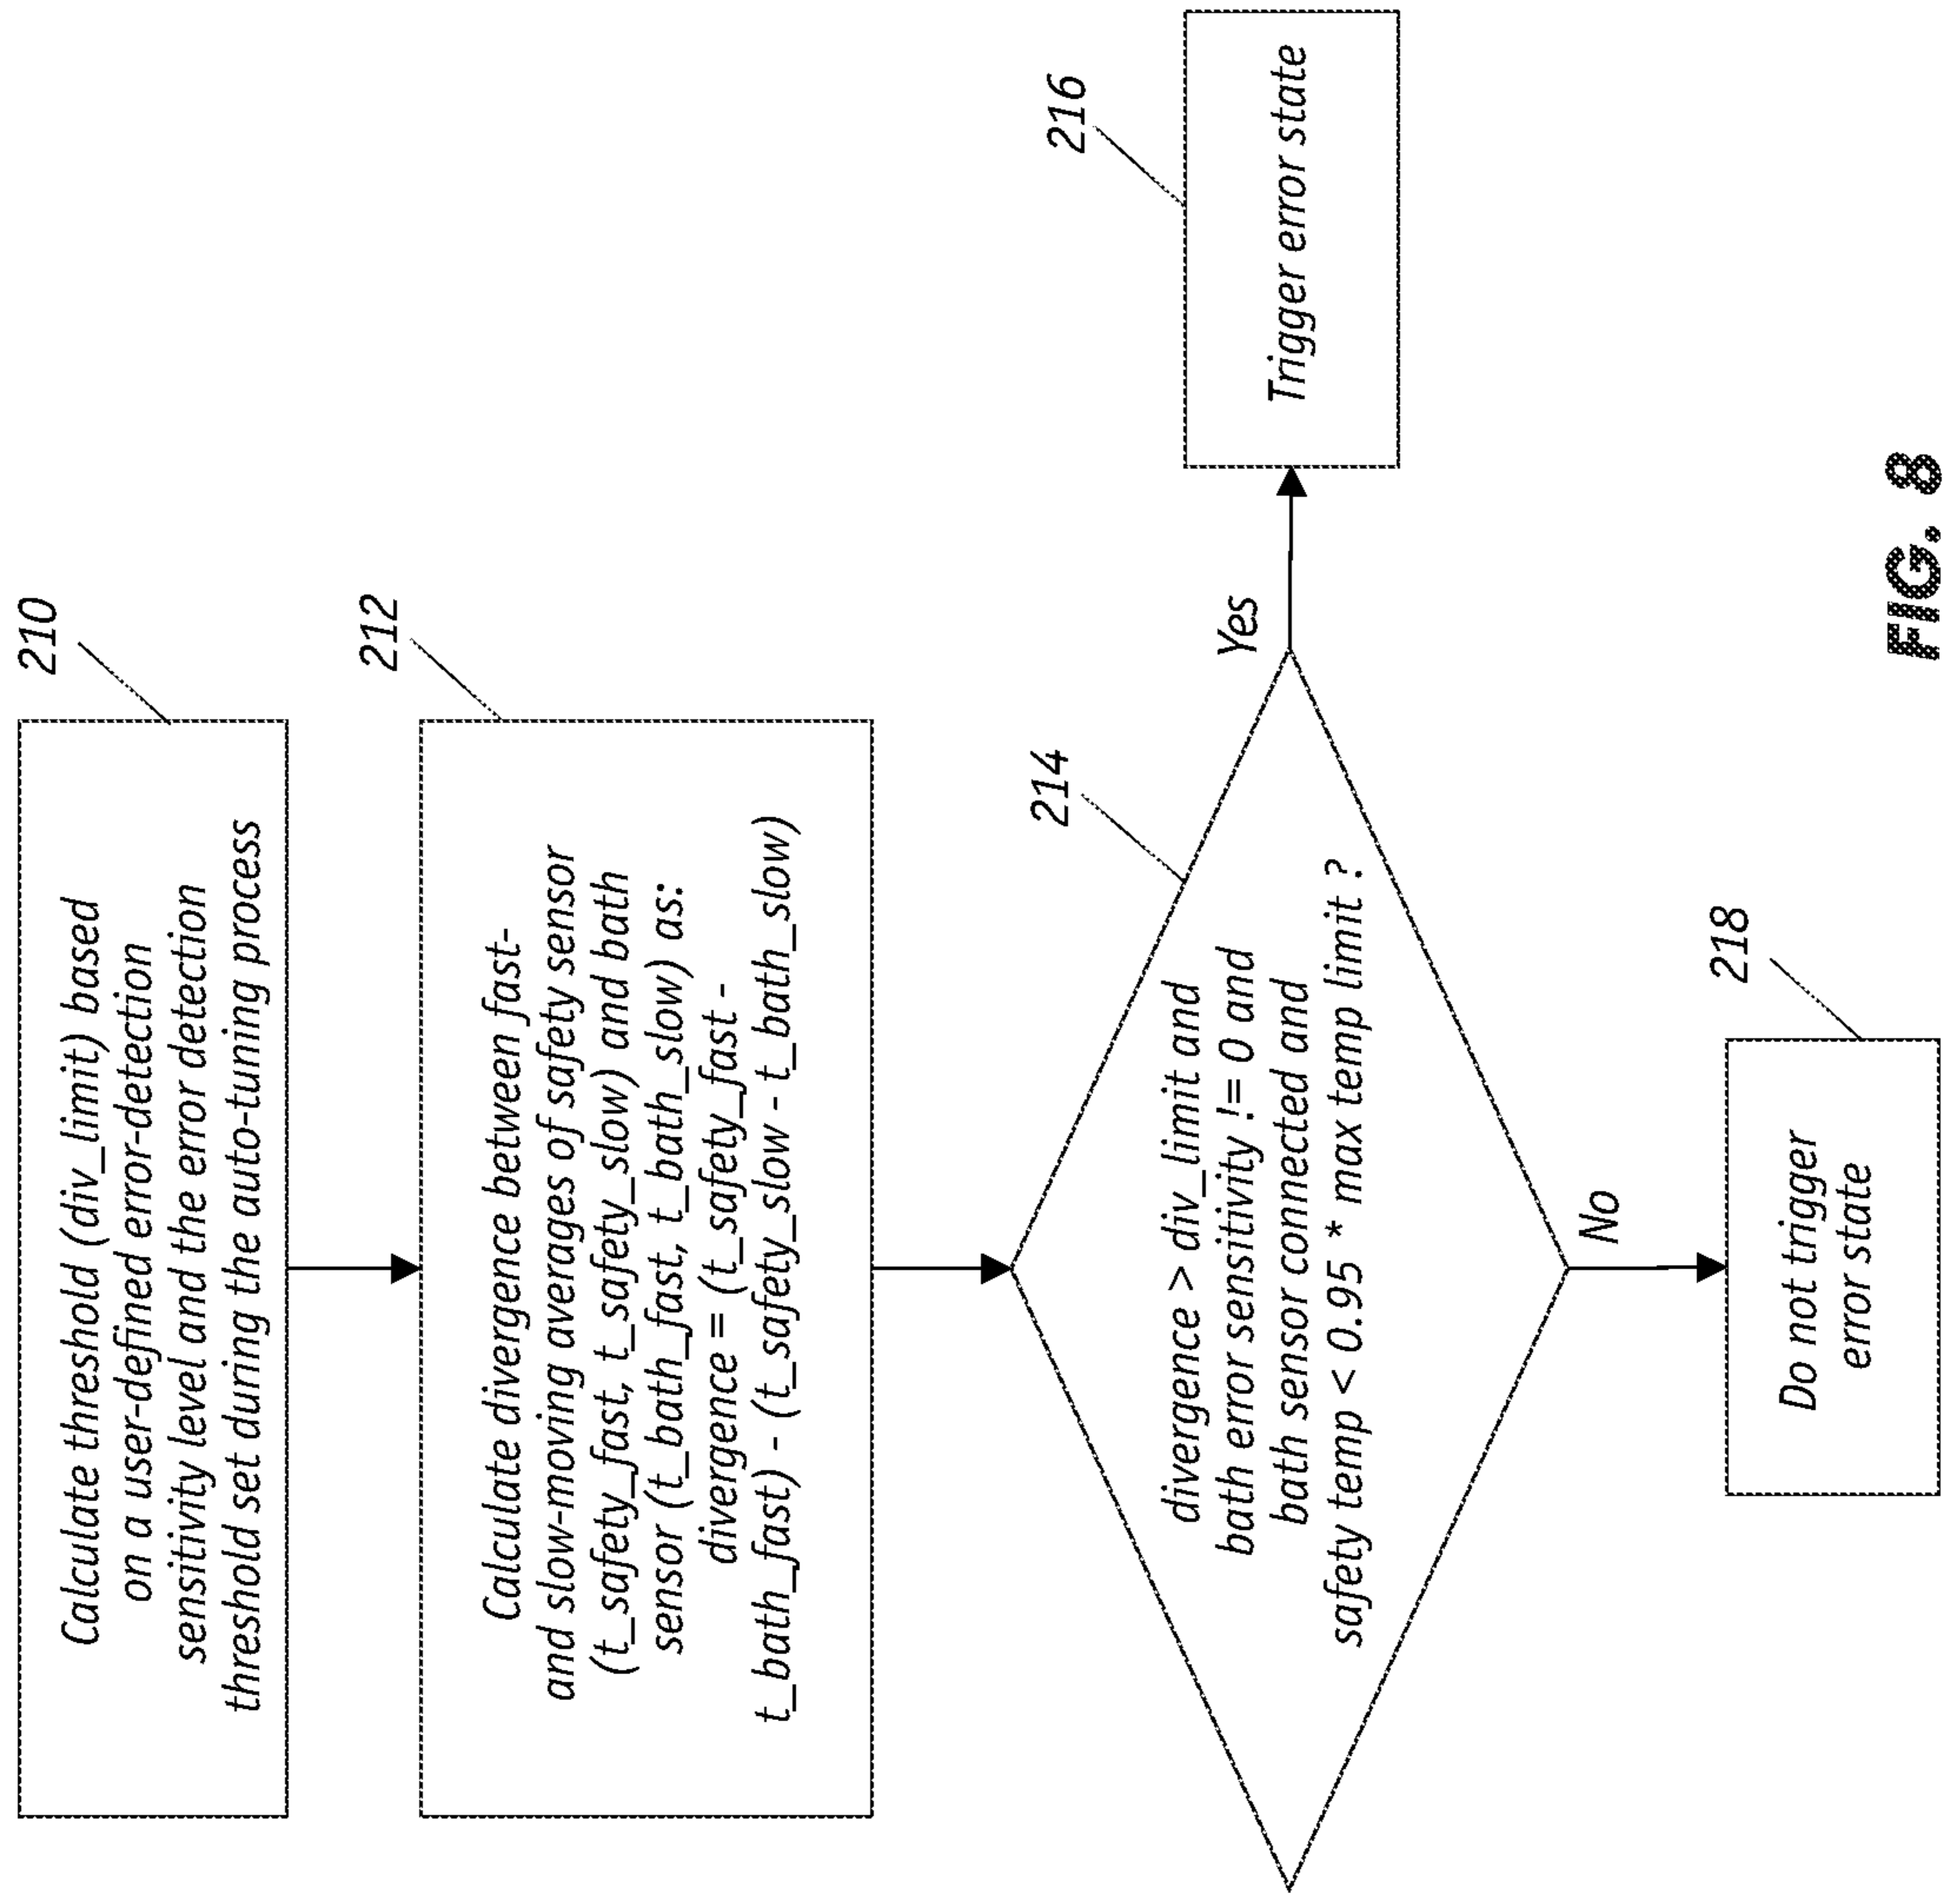 210
Calculate threshold (div_limit) based
on a user-defined error-detection
sensitivity level and the error detection
threshold set during the auto-tuning process
212
Calculate divergence between fast-
and slow-moving averages of safety sensor
(t_safety_fast, t_safety_slow) and bath
sensor (t_bath_fast, t_bath_slow) as:
divergence = (t_safety_fast -
t_bath_fast) - (t_safety_slow - t_bath_slow)
214
divergence > div_limit and
bath error sensitivity != 0 and
bath sensor connected and
safety temp < 0.95 * max temp limit ?
Yes
216
Trigger error state
No
218
Do not trigger
error state
FIG. 8